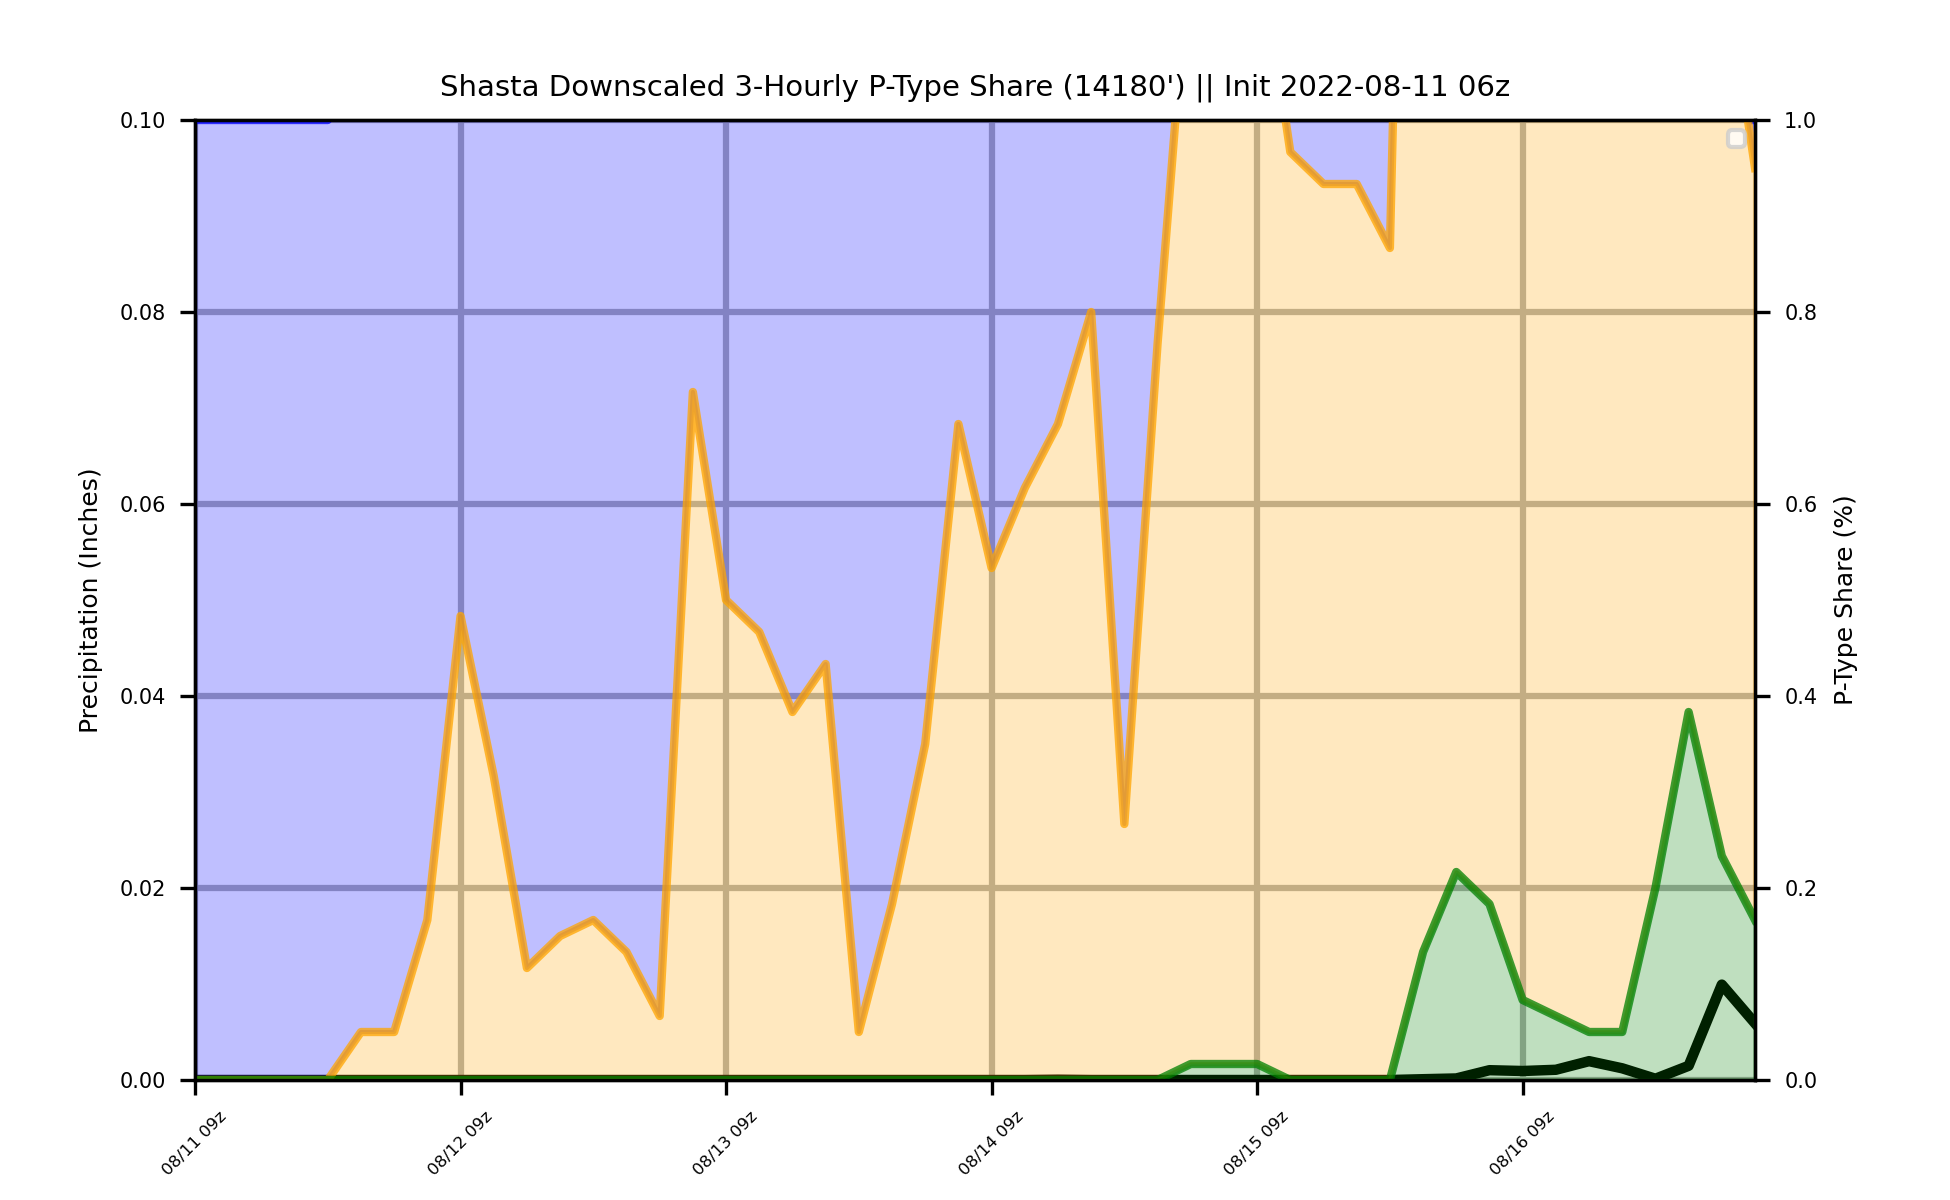 Shasta Downscaled 3-Hourly P-Type Share (14180') || Init 2022-08-11 06z
0.10
0.08
0.06
0.04
0.02
0.00
Precipitation (Inches)
1.0
0.8
0.6
0.4
0.2
0.0
P-Type Share (%)
08/11 09z
08/12 09z
08/13 09z
08/14 09z
08/15 09z
08/16 09z